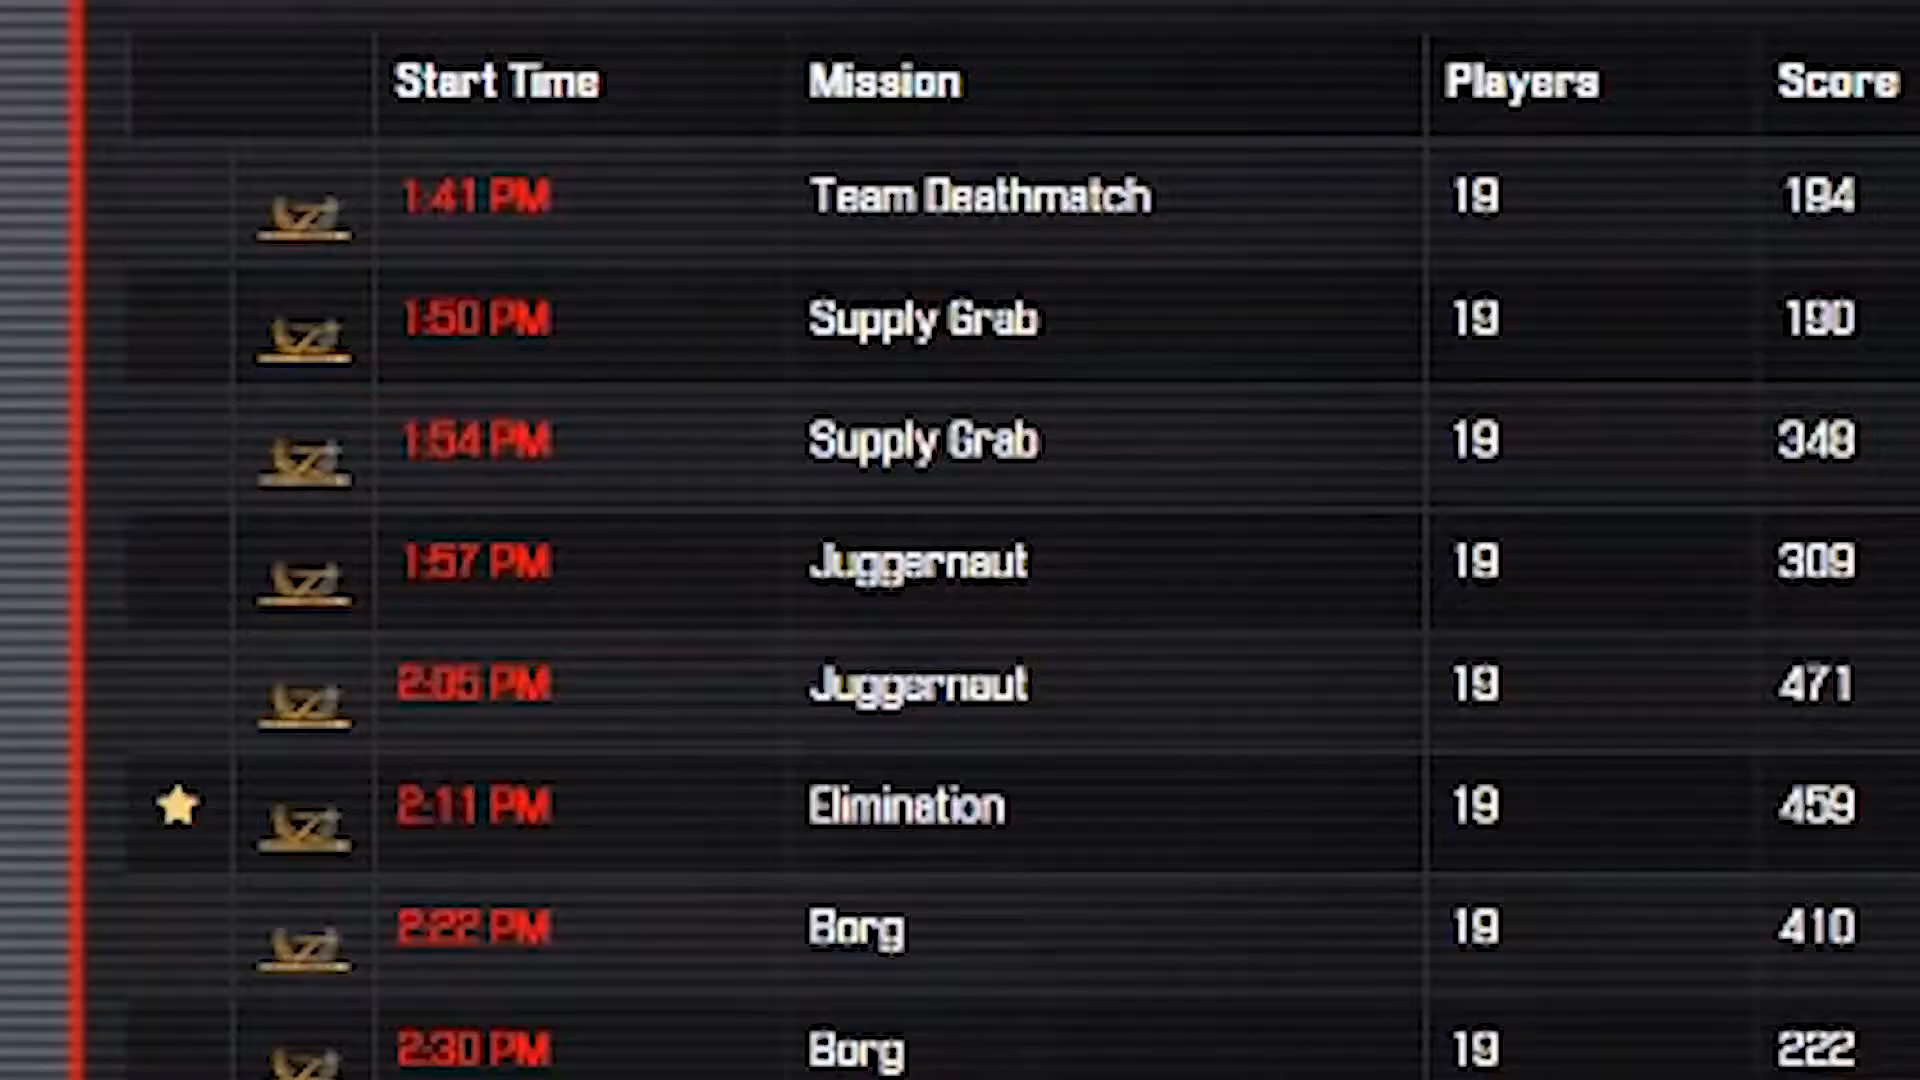 Start Time Mission Players Score
1:41 PM Team Deathmatch 19 194
1:50 PM Supply Grab 19 190
1:54 PM Supply Grab 19 348
1:57 PM Juggernaut 19 309
2:05 PM Juggernaut 19 471
2:11 PM Elimination 19 459
2:22 PM Borg 19 410
2:30 PM Borg 19 222